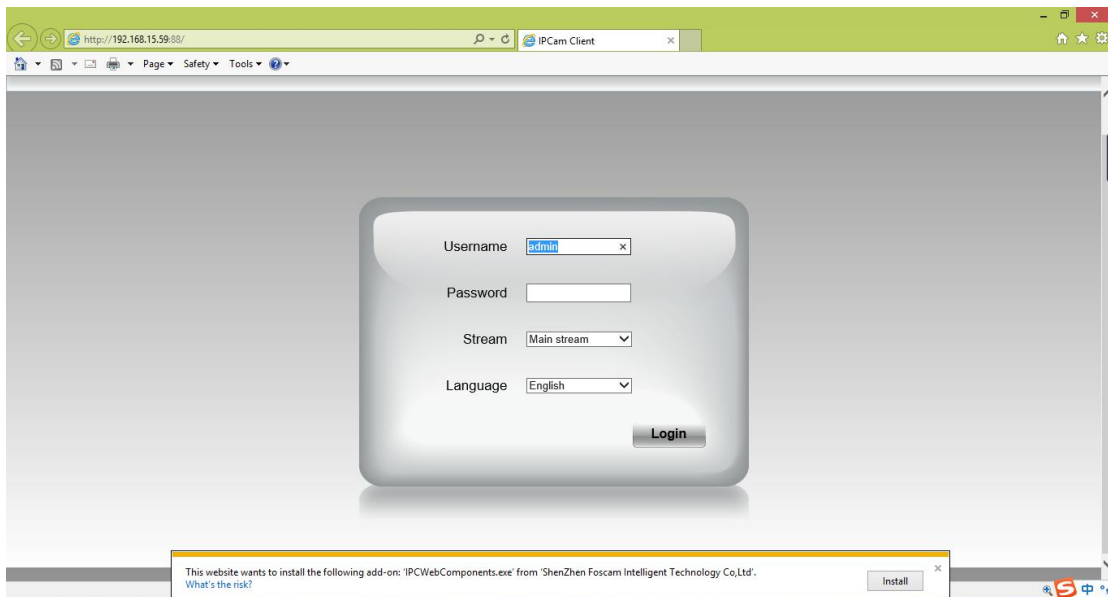 http://192.168.15.59:88/
IPCam Client
Page Safety Tools
Username admin
Password
Stream Main stream
Language English
Login
This website wants to install the following add-on: 'IPCWebComponents.exe' from 'ShenZhen Foscam Intelligent Technology Co,Ltd'.
What's the risk?
Install
中